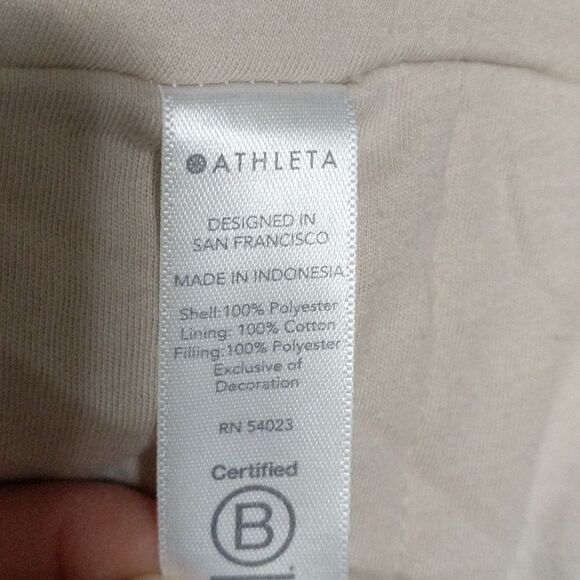 ATHLETA
DESIGNED IN
SAN FRANCISCO
MADE IN INDONESIA
Shell:100% Polyester
Lining: 100% Cotton
Filling:100% Polyester
Exclusive of
Decoration
RN 54023
Certified
B